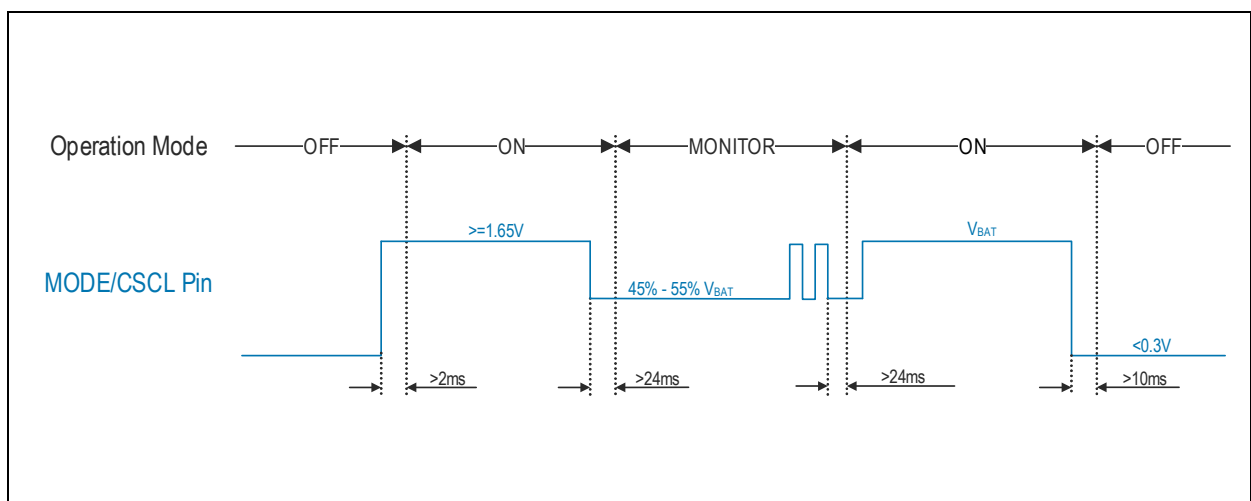 Operation Mode OFF ON MONITOR ON OFF
>=1.65V VBAT
MODE/CSCL Pin 45% - 55% VBAT
<0.3V
>2ms >24ms >24ms >10ms